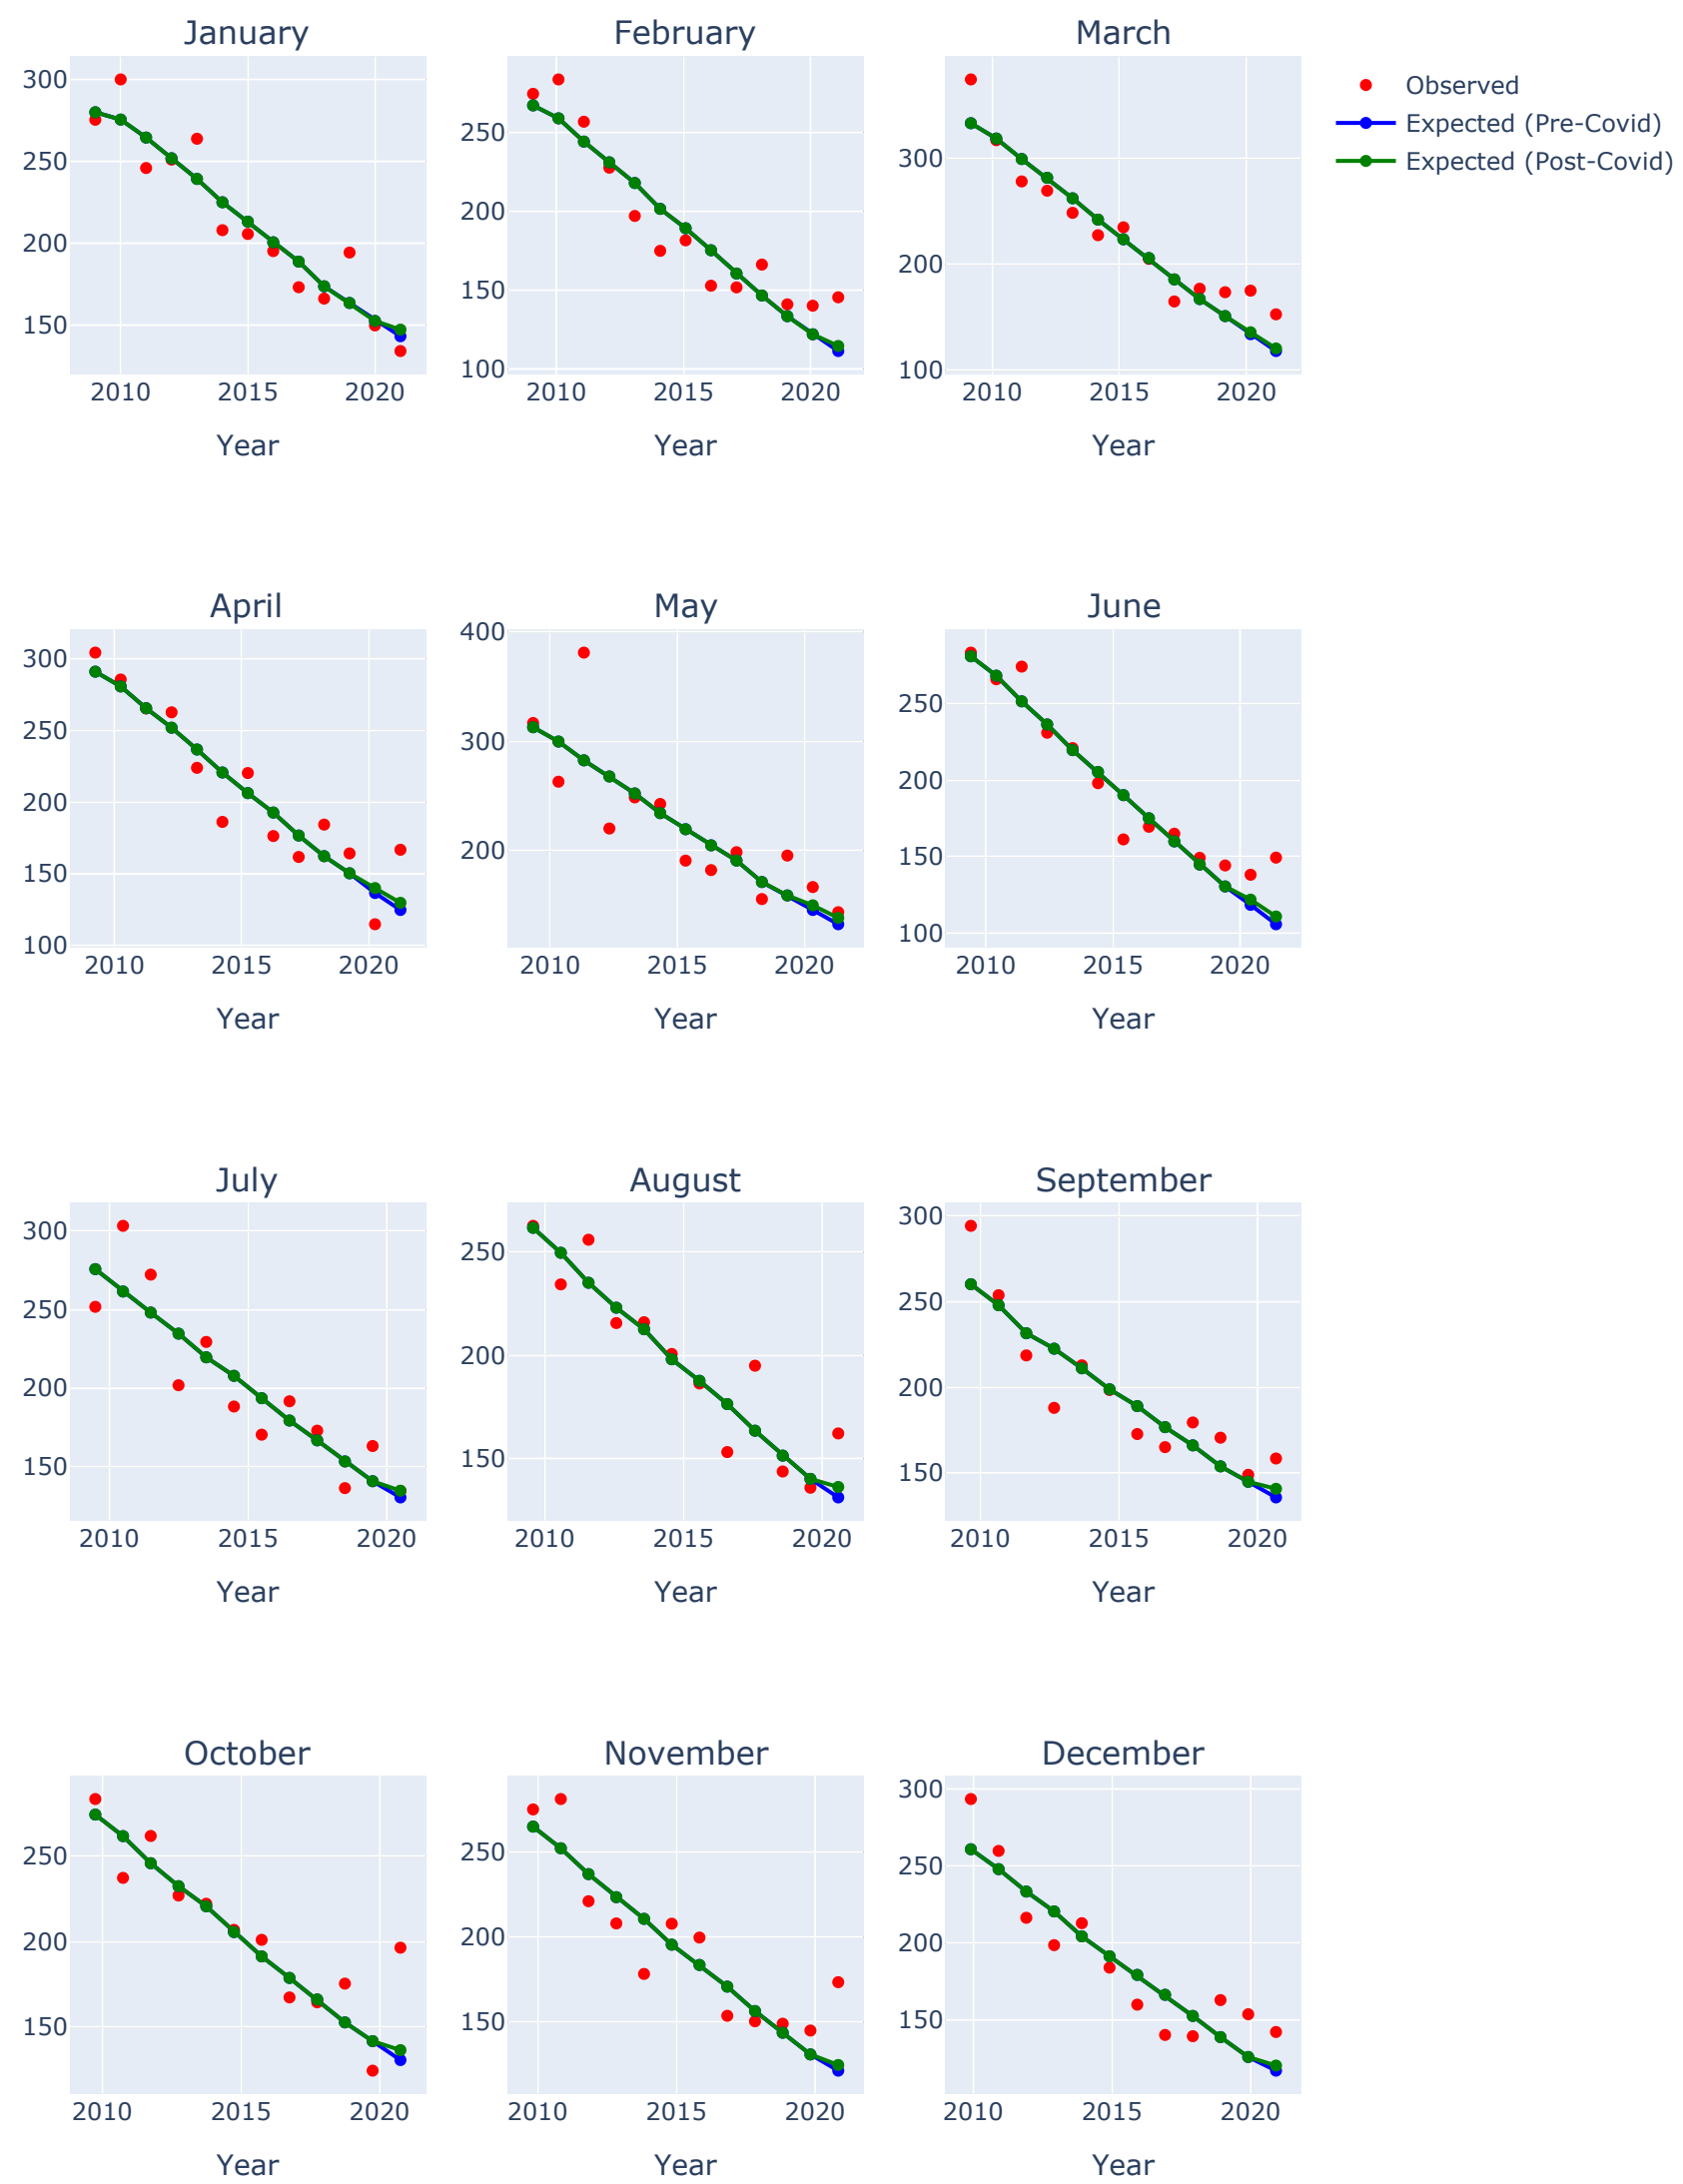 January
February
March
300
250
200
150
2010
2015
2020
Year
250
200
150
100
2010
2015
2020
Year
300
200
100
2010
2015
2020
Year
Observed
Expected (Pre-Covid)
Expected (Post-Covid)
April
May
June
300
250
200
150
100
2010
2015
2020
Year
400
300
200
2010
2015
2020
Year
250
200
150
100
2010
2015
2020
Year
July
August
September
300
250
200
150
2010
2015
2020
Year
250
200
150
2010
2015
2020
Year
300
250
200
150
2010
2015
2020
Year
October
November
December
250
200
150
2010
2015
2020
Year
250
200
150
2010
2015
2020
Year
300
250
200
150
2010
2015
2020
Year